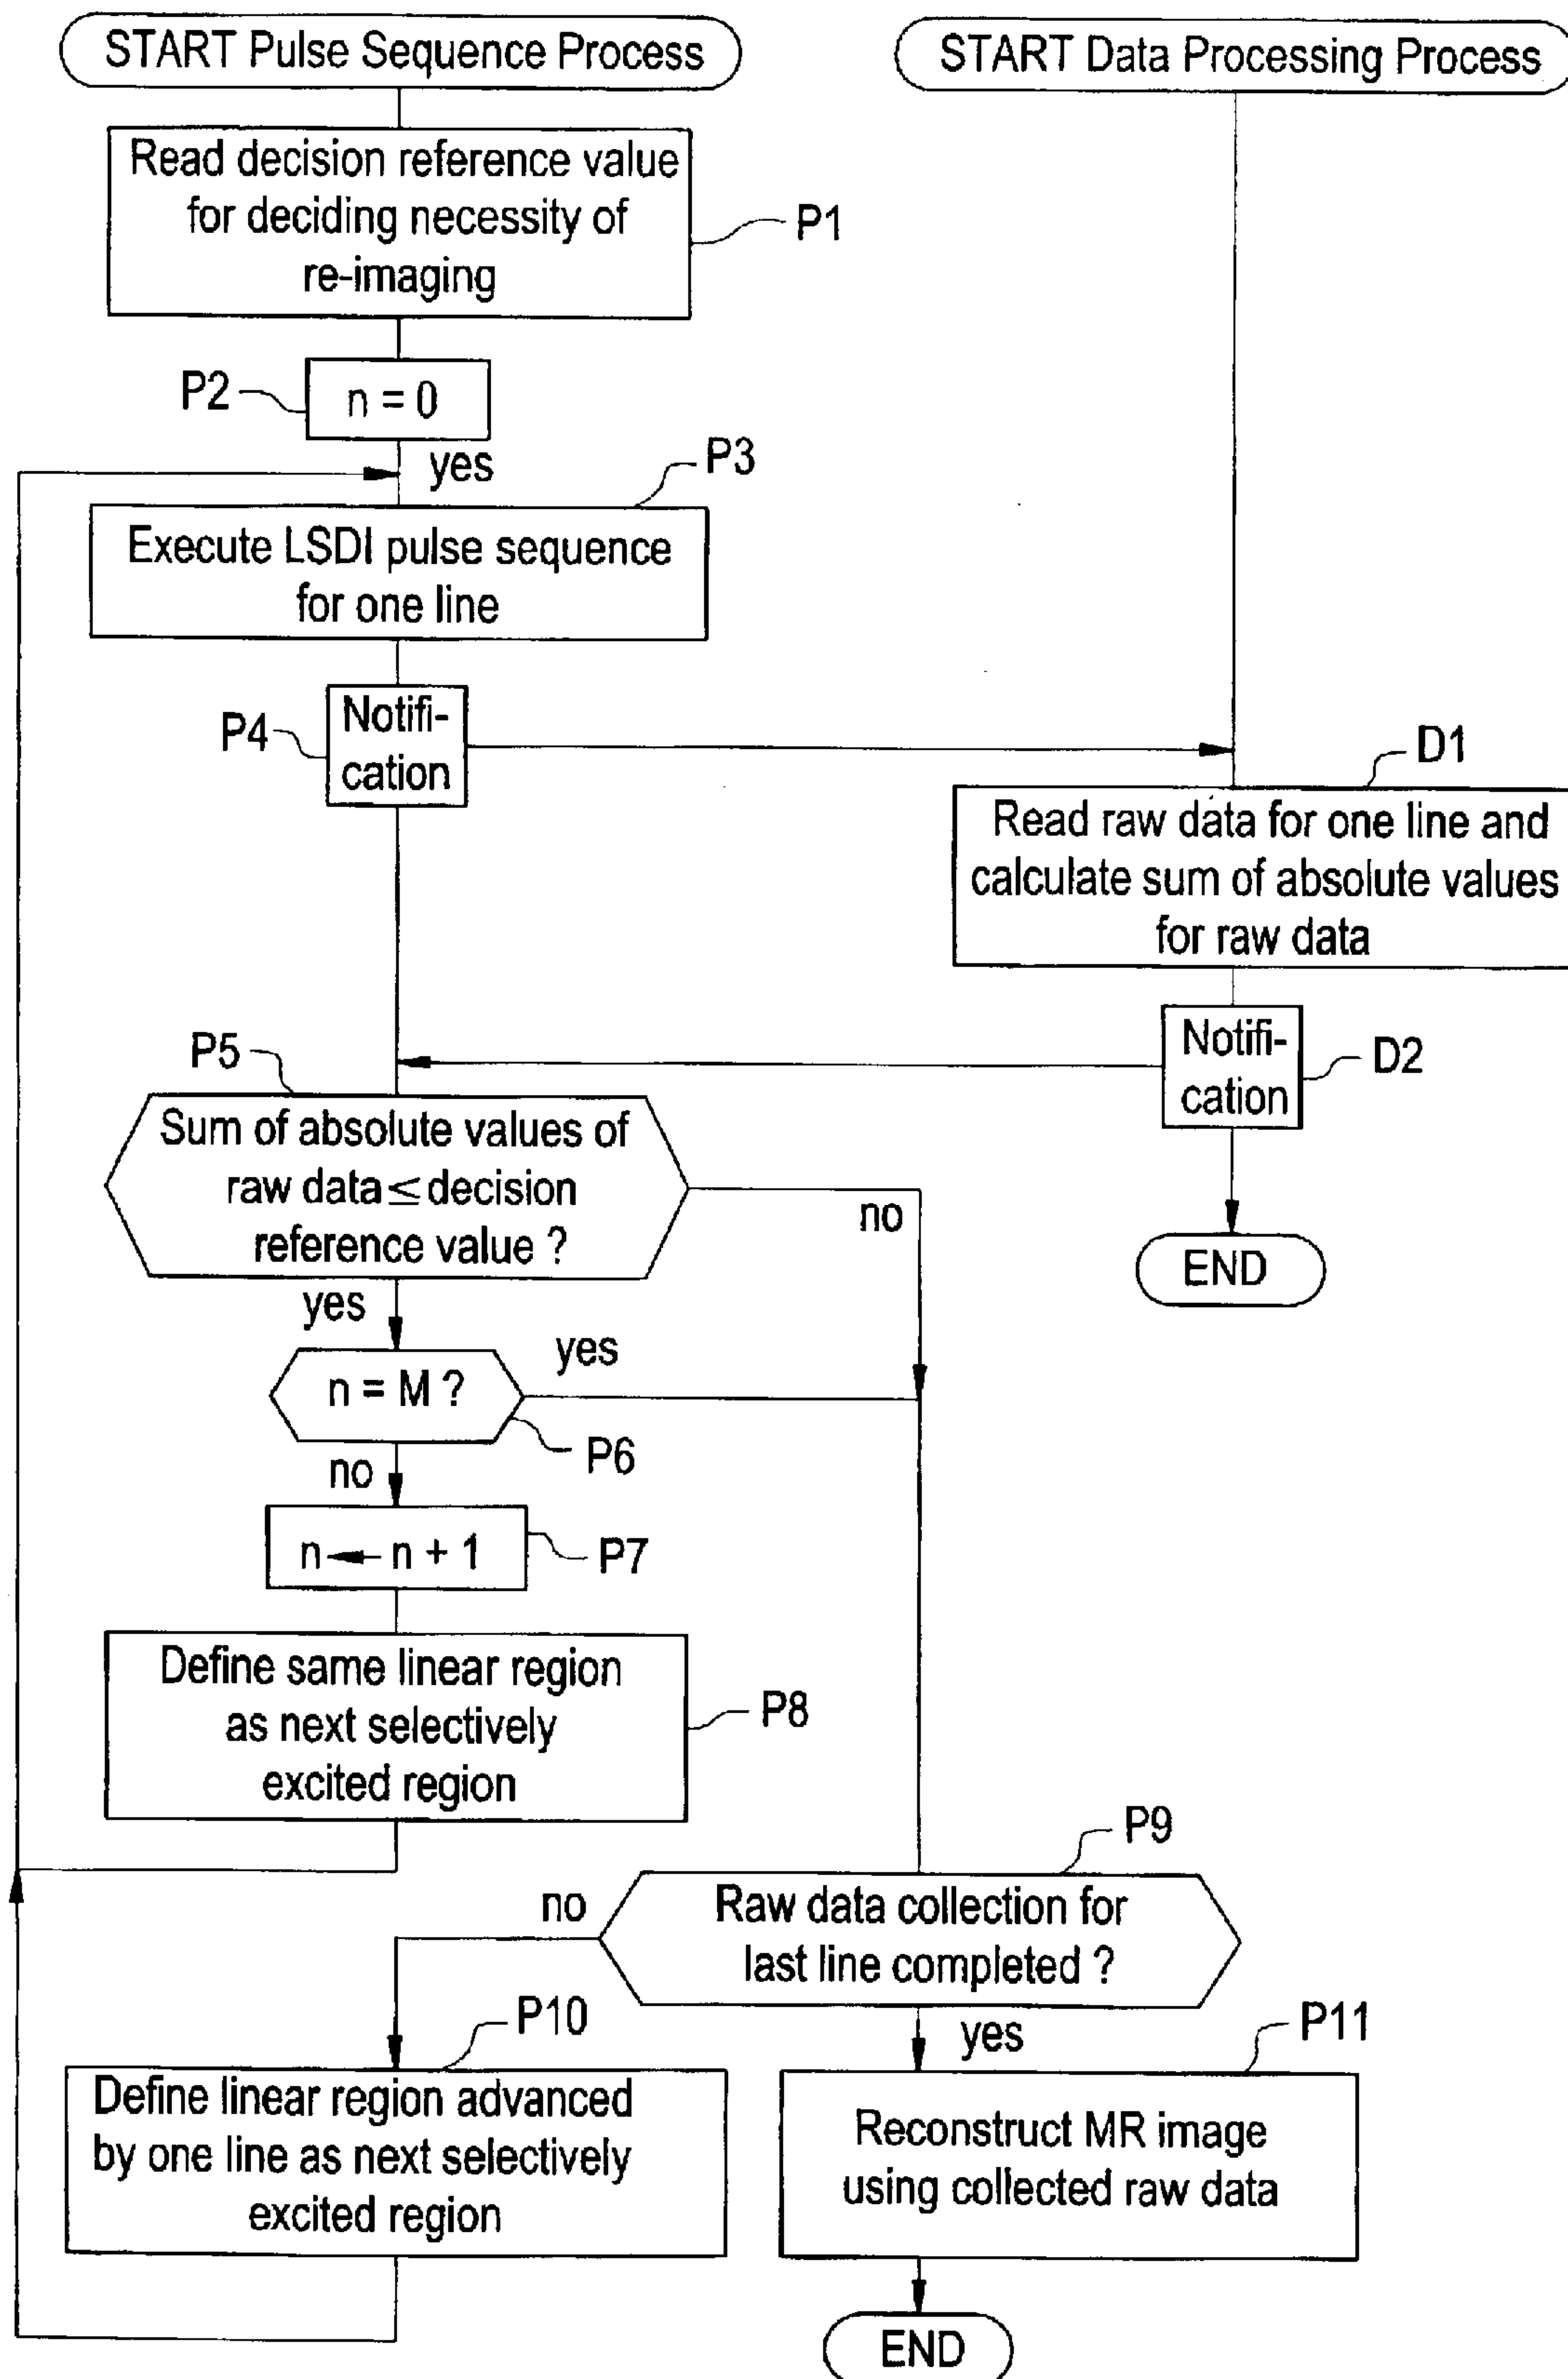 START Pulse Sequence Process
START Data Processing Process
Read decision reference value
for deciding necessity of
re-imaging
P1
P2
n = 0
yes
P3
Execute LSDI pulse sequence
for one line
P4
Notifi-
cation
D1
Read raw data for one line and
calculate sum of absolute values
for raw data
Notifi-
cation
D2
END
P5
Sum of absolute values of
raw data ≤ decision
reference value ?
no
yes
n = M ?
yes
P6
no
n ← n + 1
P7
Define same linear region
as next selectively
excited region
P8
P9
Raw data collection for
last line completed ?
no
yes
P10
Define linear region advanced
by one line as next selectively
excited region
P11
Reconstruct MR image
using collected raw data
END